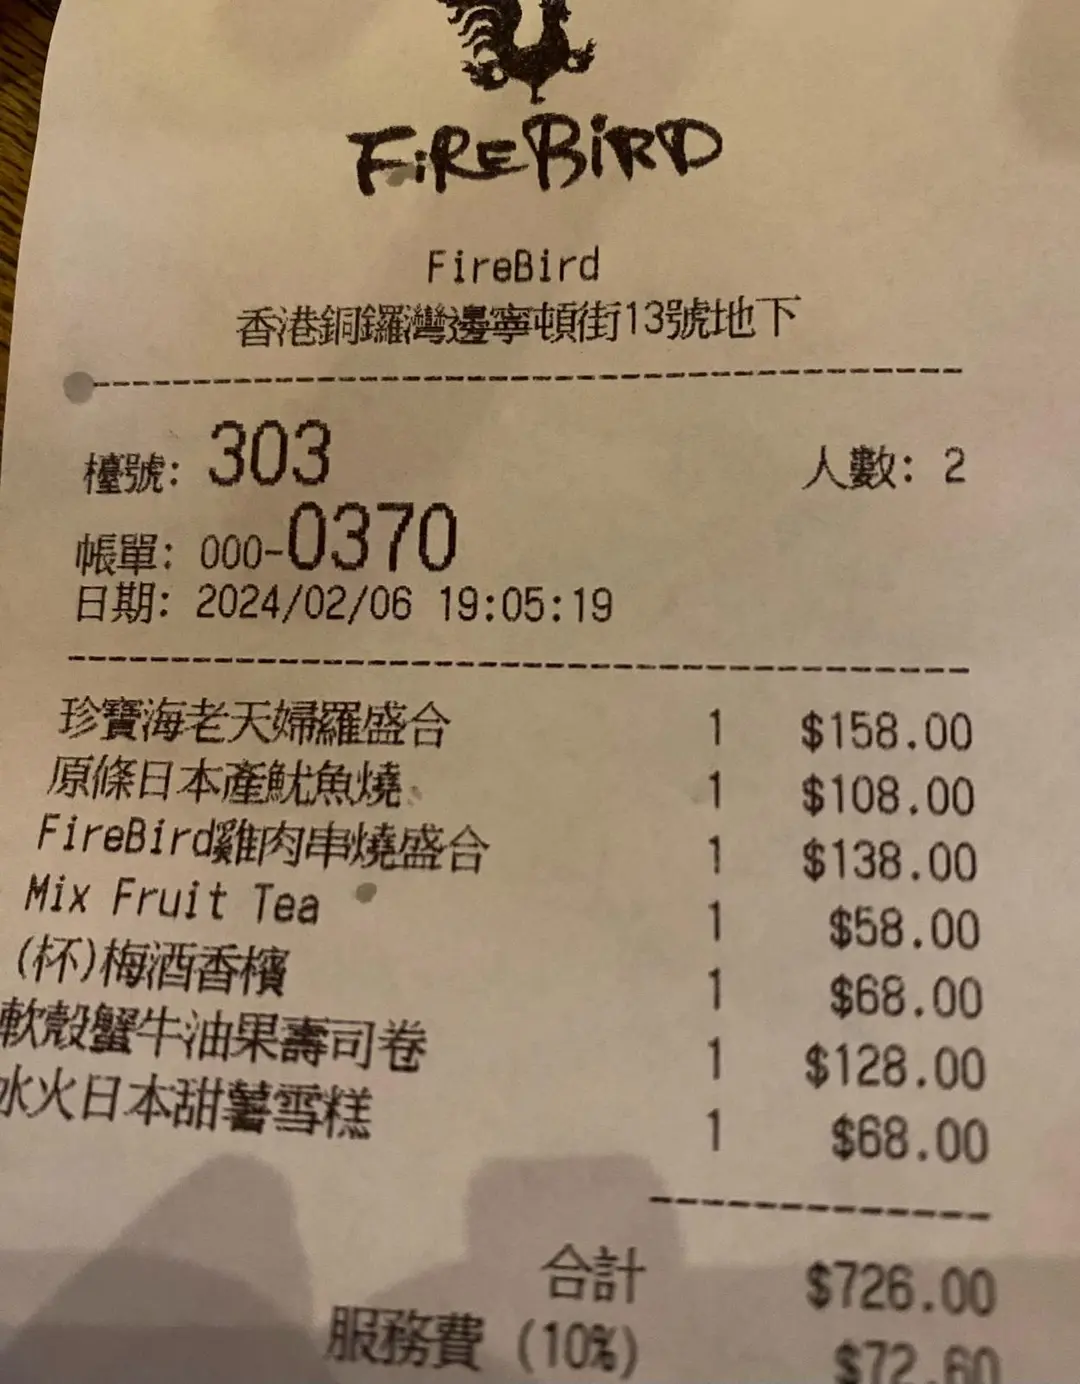 FiREBiRD
FireBird
香港銅鑼灣邊寧頓街13號地下
檯號: 303 人數: 2
帳單: 000-0370
日期: 2024/02/06 19:05:19
珍寶海老天婦羅盛合 1 $158.00
原條日本產魷魚燒 1 $108.00
FireBird雞肉串燒盛合 1 $138.00
Mix Fruit Tea 1 $58.00
(杯)梅酒香檳 1 $68.00
軟殼蟹牛油果壽司卷 1 $128.00
冰火日本甜薯雪糕 1 $68.00
合計 $726.00
服務費 (10%) $72.60